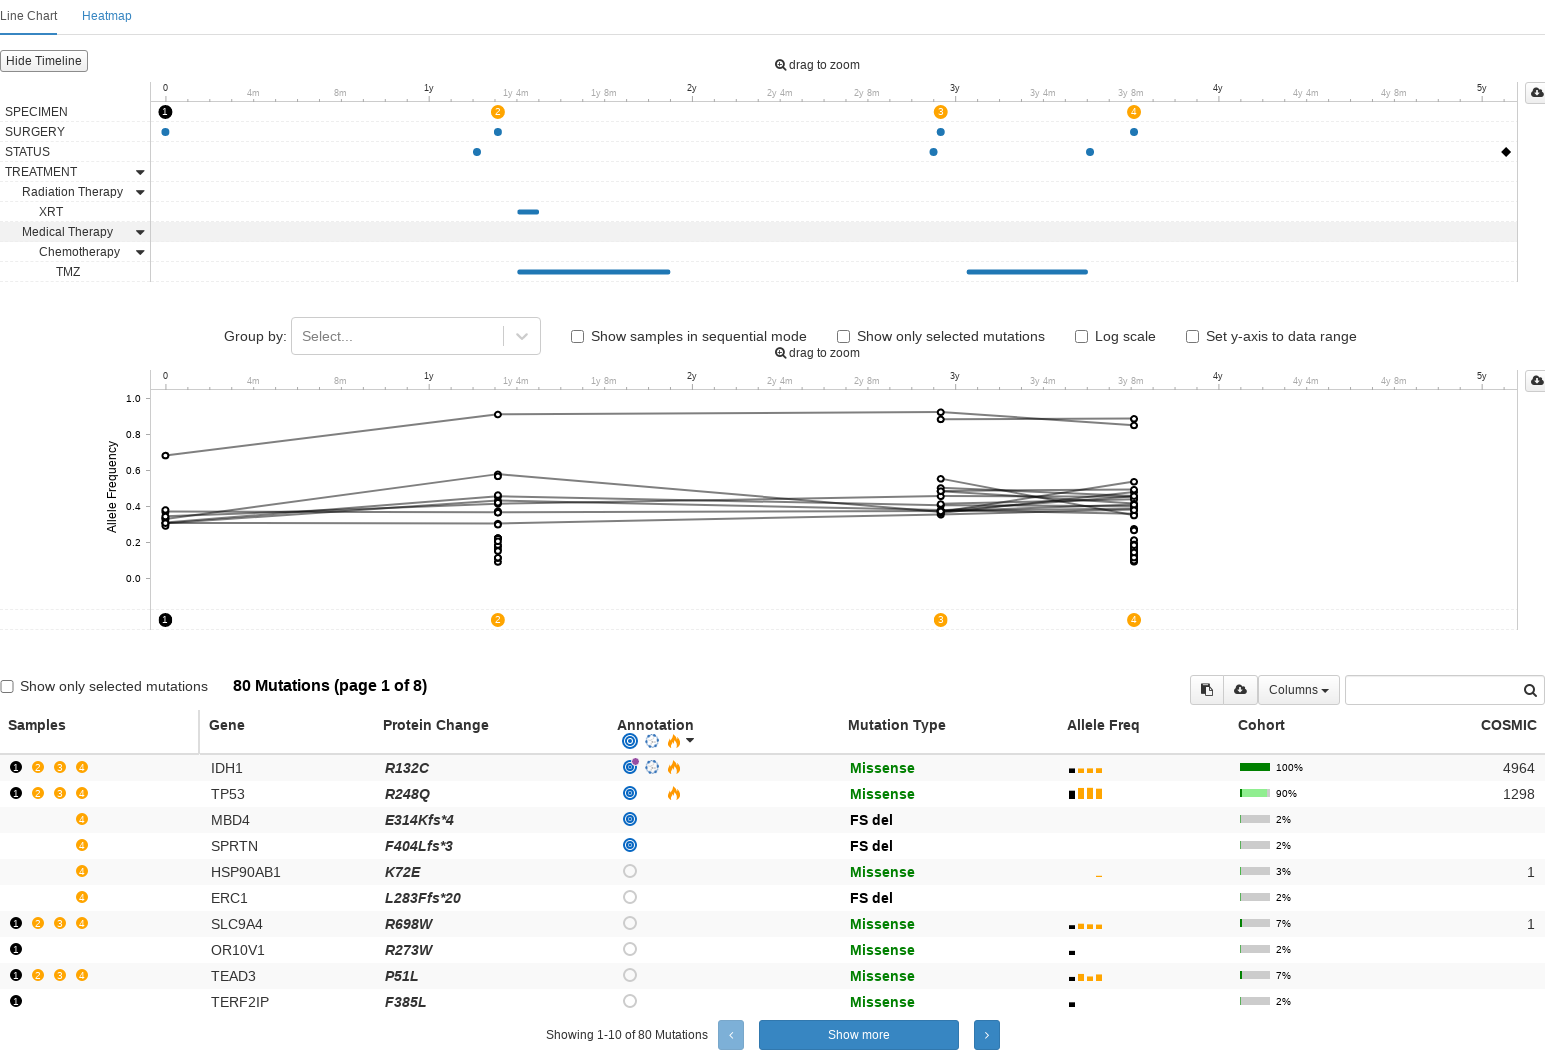 Line Chart Heatmap
Hide Timeline
drag to zoom
0 4m 8m 1y 1y 4m 1y 8m 2y 2y 4m 2y 8m 3y 3y 4m 3y 8m 4y 4y 4m 4y 8m 5y
SPECIMEN 1 2 3 4
SURGERY
STATUS
TREATMENT
Radiation Therapy
XRT
Medical Therapy
Chemotherapy
TMZ
Group by: Select... Show samples in sequential mode Show only selected mutations Log scale Set y-axis to data range
drag to zoom
0 4m 8m 1y 1y 4m 1y 8m 2y 2y 4m 2y 8m 3y 3y 4m 3y 8m 4y 4y 4m 4y 8m 5y
Allele Frequency
1.0
0.8
0.6
0.4
0.2
0.0
1 2 3 4
Show only selected mutations 80 Mutations (page 1 of 8) Columns
Samples Gene Protein Change Annotation Mutation Type Allele Freq Cohort COSMIC
1 2 3 4 IDH1 R132C Missense 100% 4964
1 2 3 4 TP53 R248Q Missense 90% 1298
4 MBD4 E314Kfs*4 FS del 2%
4 SPRTN F404Lfs*3 FS del 2%
4 HSP90AB1 K72E Missense 3% 1
4 ERC1 L283Ffs*20 FS del 2%
1 2 3 4 SLC9A4 R698W Missense 7% 1
1 OR10V1 R273W Missense 2%
1 2 3 4 TEAD3 P51L Missense 7%
1 TERF2IP F385L Missense 2%
Showing 1-10 of 80 Mutations Show more